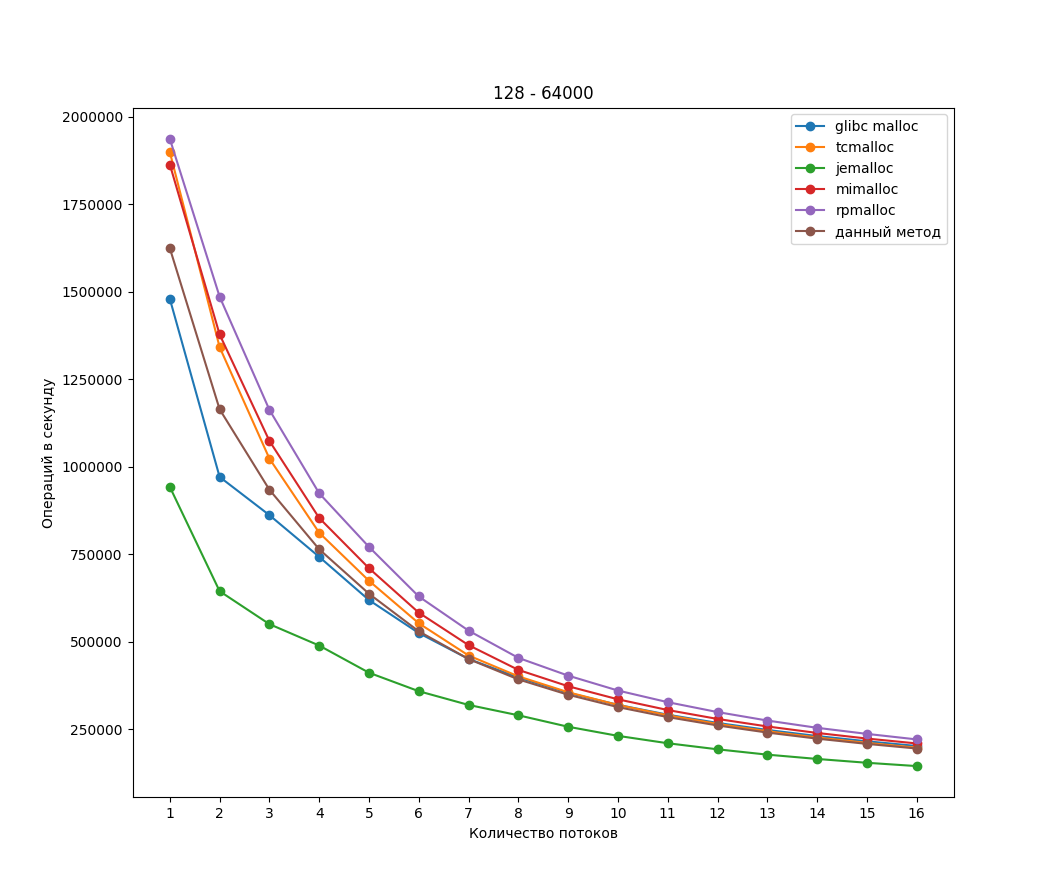 128 - 64000
Операций в секунду
2000000
1750000
1500000
1250000
1000000
750000
500000
250000
glibc malloc
tcmalloc
jemalloc
mimalloc
rpmalloc
данный метод
1 2 3 4 5 6 7 8 9 10 11 12 13 14 15 16
Количество потоков